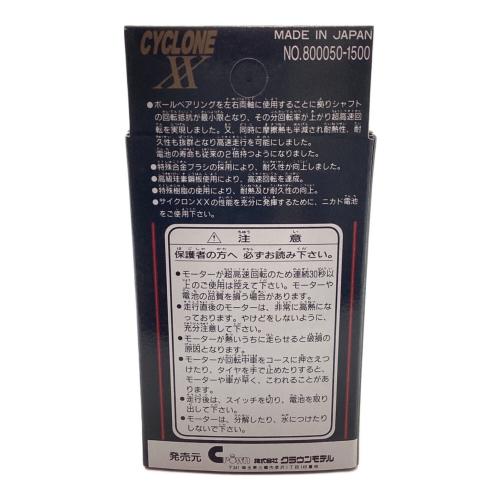 CYCLONE
XX
MADE IN JAPAN
NO.800050-1500
●ボールベアリングを左右両軸に使用することに拠りシャフト
の回転抵抗が最小限となり、その分回転率が上がり超高速回
転を実現しました。又、同時に摩擦熱も半減され耐熱性、耐
久性も抜群となり高速走行を可能にしました。
電池の寿命も従来の2倍持つようになりました。
●特殊合金ブラシの採用により、耐久性が向上しました。
●高級珪素鋼板使用により、高速回転を達成。
●特殊樹脂の使用により、耐熱及び耐久性の向上。
●サイクロンXXの性能を充分に発揮するために、ニカド電池
をご使用下さい。
⚠注意
保護者の方へ 必ずお読み下さい。
●モーターが超高速回転のため連続30秒以
上のご使用は控えて下さい。モーターや
電池の品質を損う場合があります。
●走行直後のモーターは、非常に高熱にな
っております。やけどをしないように、
充分注意して下さい。
●モーターが熱いうちに走らせると破損の
原因となります。
●モーターが回転中車をコースに押さえつ
けたり、タイヤを手で止めたりすると、
モーターや車が早く、こわれることがあ
ります。
●走行後は、スイッチを切り、電池を取り
出して下さい。
●モーターは、分解したり、水につけたり
しないで下さい。
発売元 Crown 株式会社 クラウンモデル